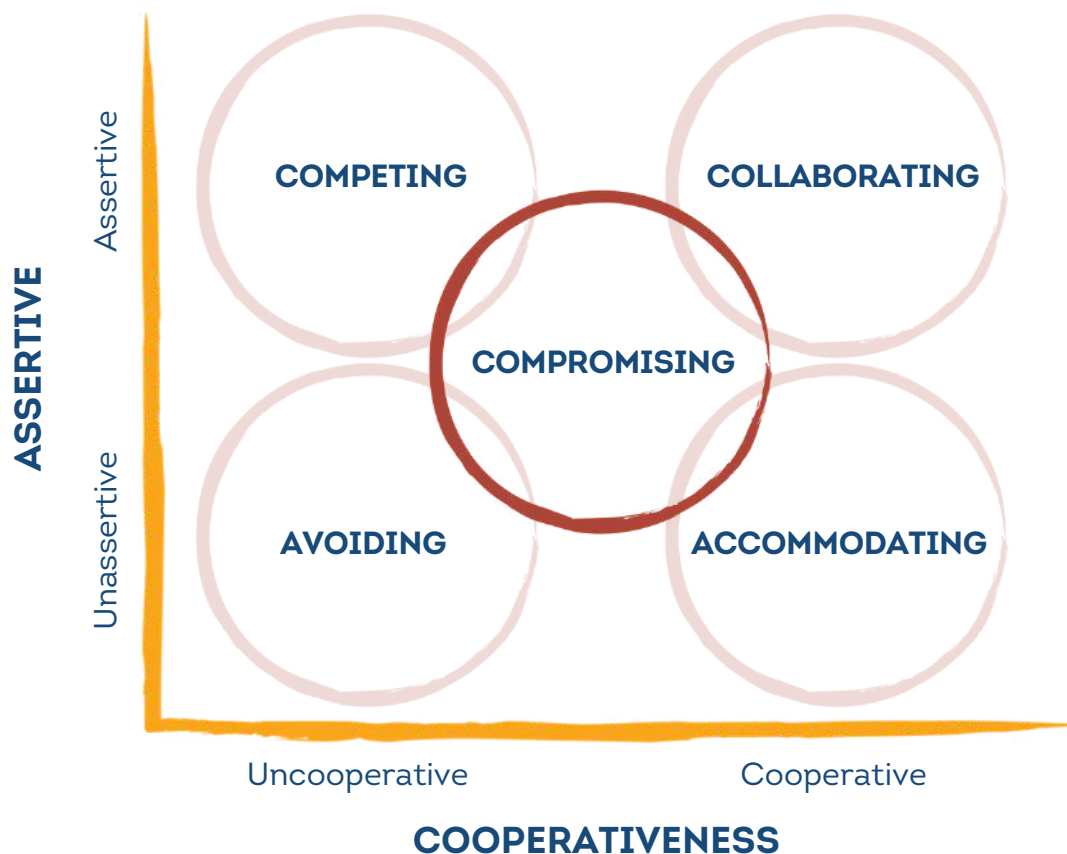 ASSERTIVE
Assertive
Unassertive
COMPETING
COLLABORATING
COMPROMISING
AVOIDING
ACCOMMODATING
Uncooperative
Cooperative
COOPERATIVENESS